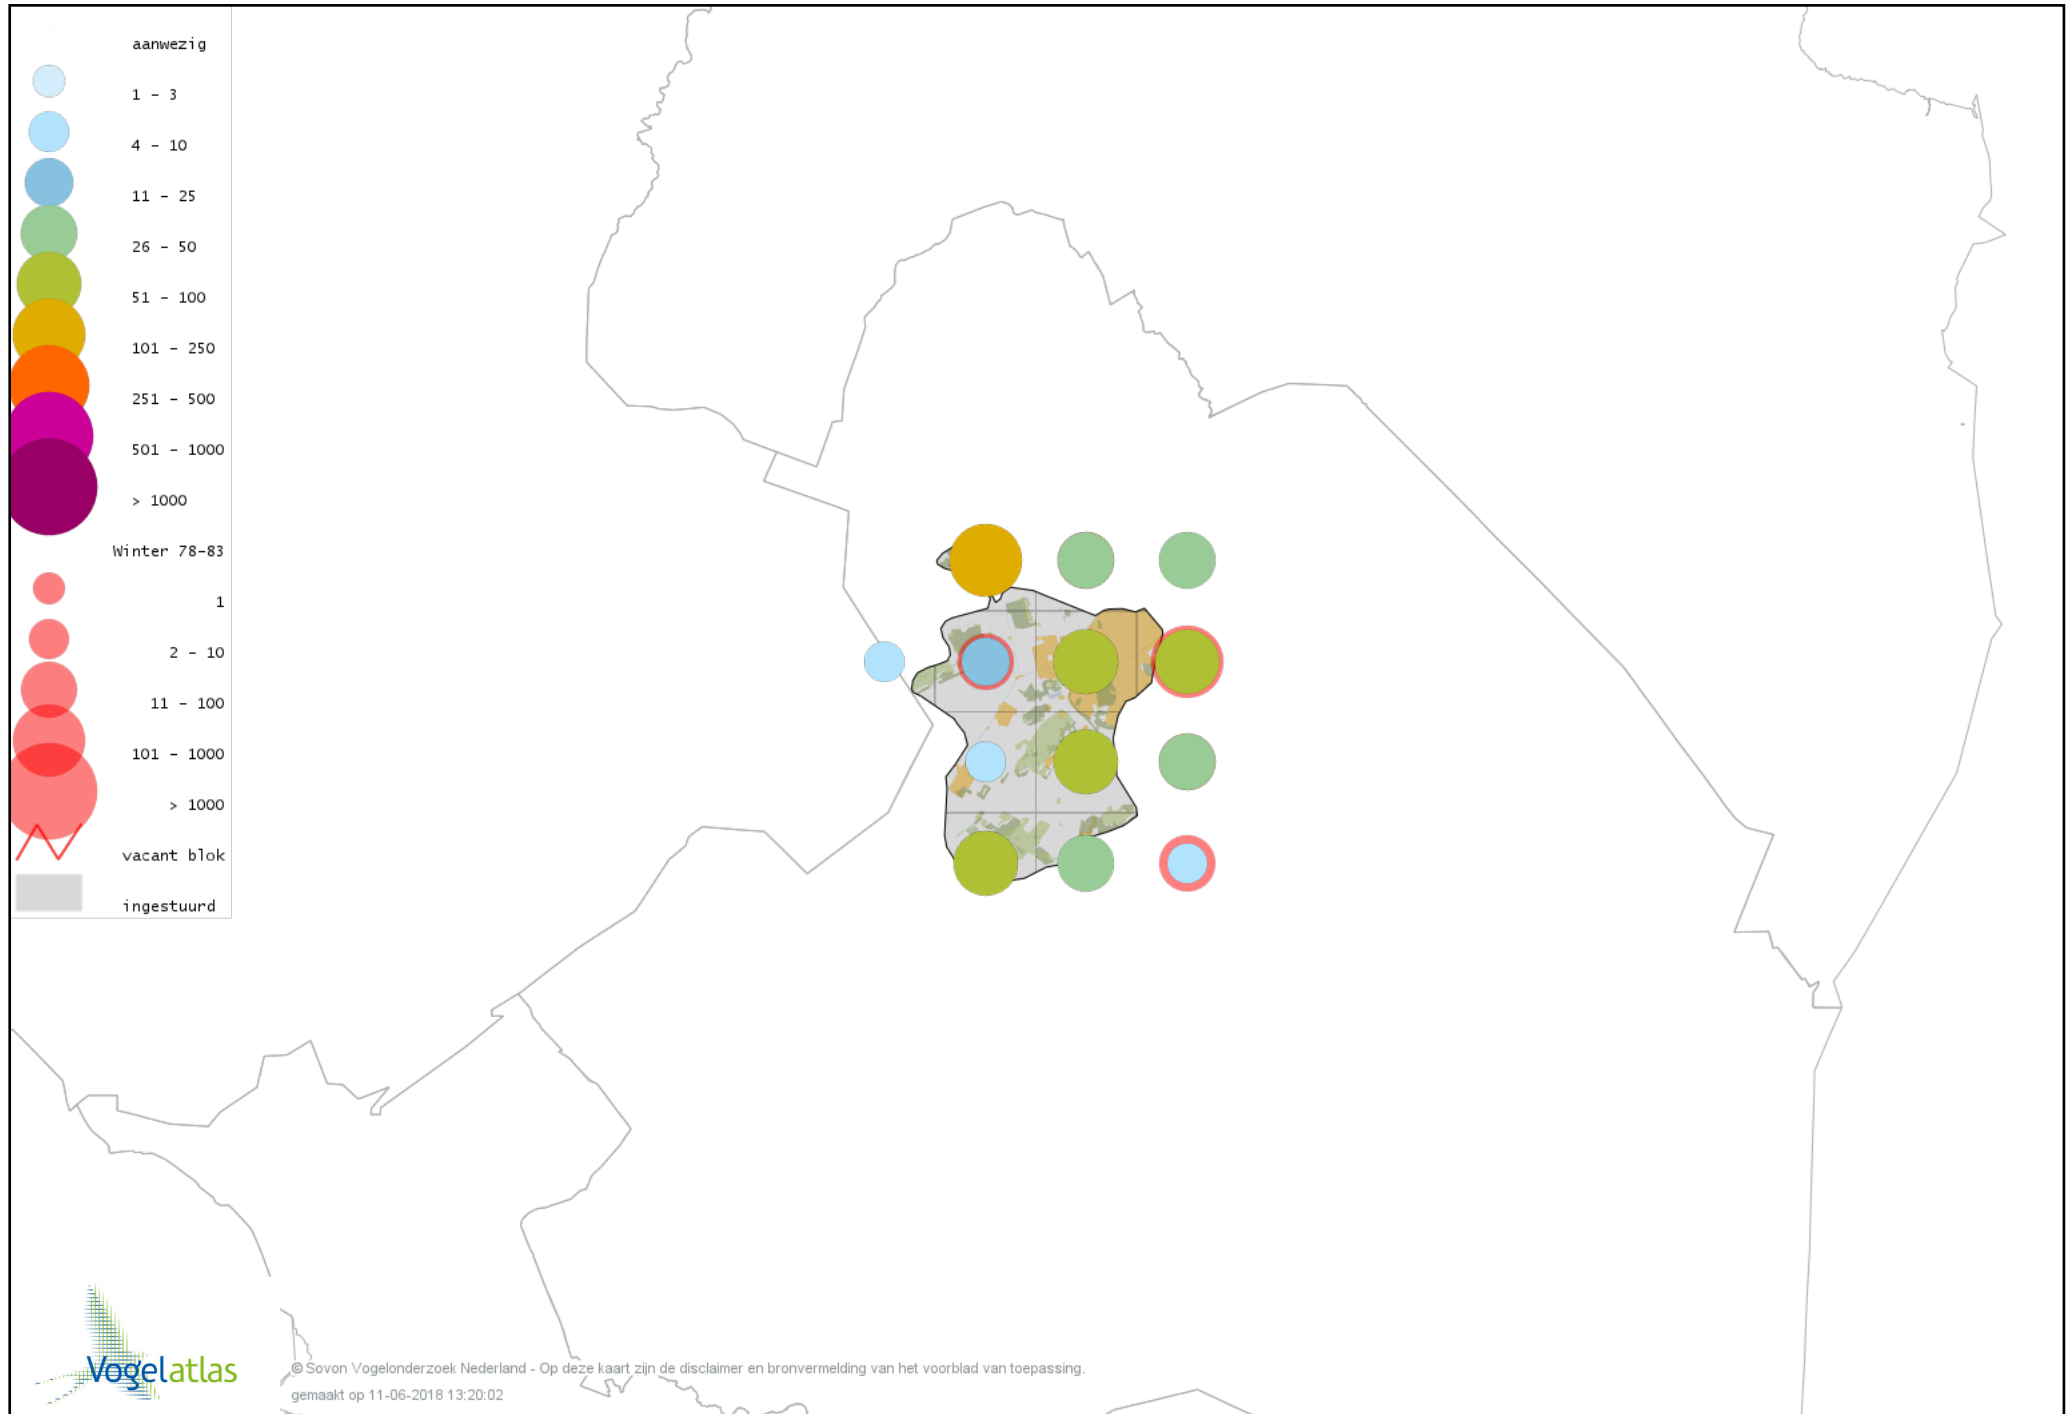 aanwezig
1 - 3
4 - 10
11 - 25
26 - 50
51 - 100
101 - 250
251 - 500
501 - 1000
> 1000
Winter 78-83
1
2 - 10
11 - 100
101 - 1000
> 1000
vacant blok
ingestuurd
Vogelatlas
© Sovon Vogelonderzoek Nederland - Op deze kaart zijn de disclaimer en bronvermelding van het voorblad van toepassing.
gemaakt op 11-06-2018 13:20:02